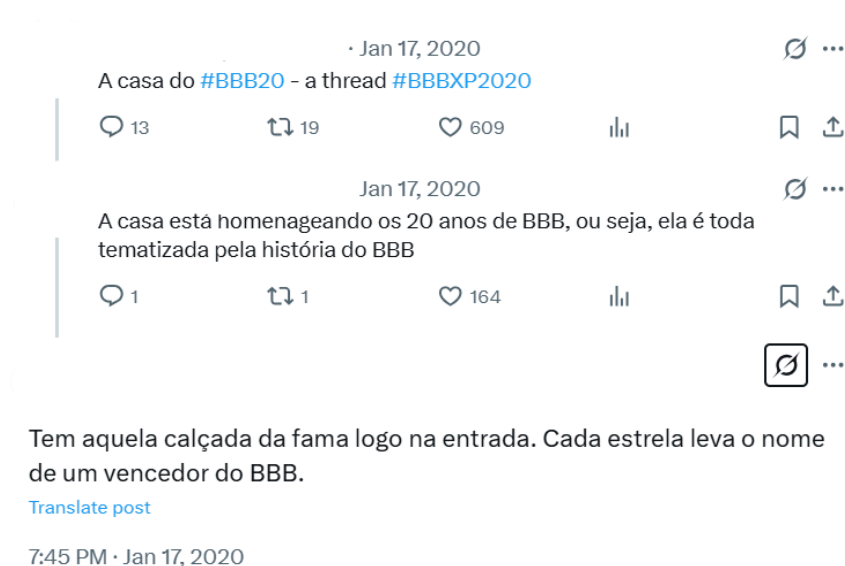 · Jan 17, 2020
A casa do #BBB20 - a thread #BBBXP2020
13 19 609
Jan 17, 2020
A casa está homenageando os 20 anos de BBB, ou seja, ela é toda
tematizada pela história do BBB
1 1 164
Tem aquela calçada da fama logo na entrada. Cada estrela leva o nome
de um vencedor do BBB.
Translate post
7:45 PM · Jan 17, 2020